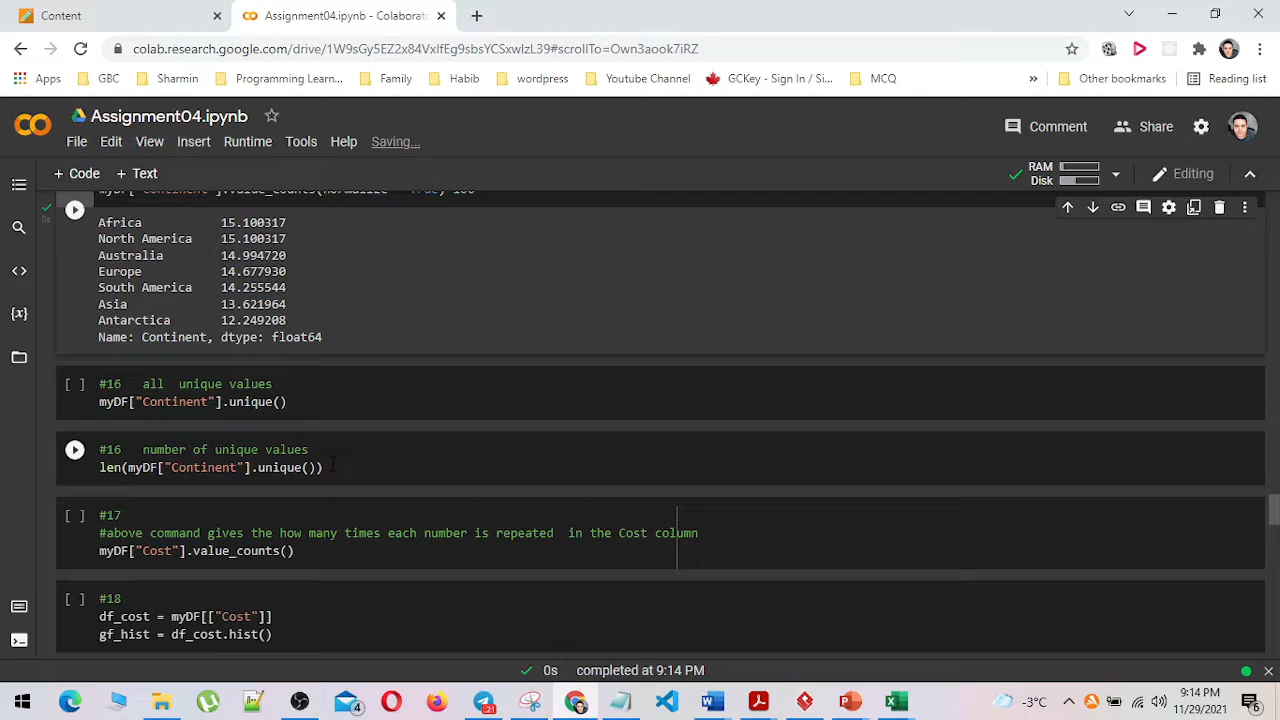 Content
Assignment04.ipynb - Colaborato
colab.research.google.com/drive/1W9sGy5EZ2x84VxIfEg9sbsYCSxwIzL39#scrollTo=Own3aook7iRZ
Apps GBC Sharmin Programming Learn... Family Habib wordpress Youtube Channel GCKey - Sign In / Si... MCQ » Other bookmarks Reading list
Assignment04.ipynb
Comment Share
File Edit View Insert Runtime Tools Help Saving...
+ Code + Text
RAM
Disk
Editing
Africa 15.100317
North America 15.100317
Australia 14.994720
Europe 14.677930
South America 14.255544
Asia 13.621964
Antarctica 12.249208
Name: Continent, dtype: float64
[ ] #16 all unique values
myDF["Continent"].unique()
#16 number of unique values
len(myDF["Continent"].unique())
[ ] #17
#above command gives the how many times each number is repeated in the Cost column
myDF["Cost"].value_counts()
[ ] #18
df_cost = myDF[["Cost"]]
gf_hist = df_cost.hist()
0s completed at 9:14 PM
4
21
-3°C
9:14 PM
11/29/2021
6